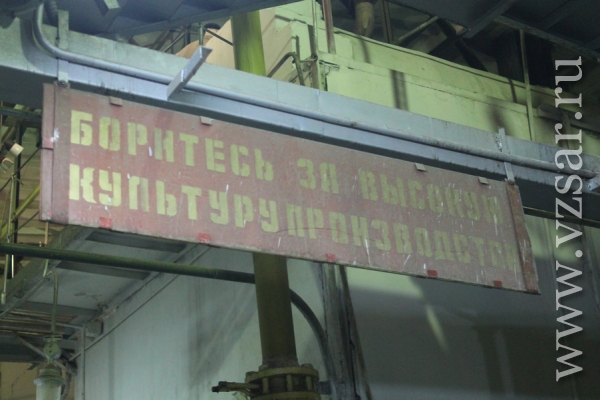 БОРИТЕСЬ ЗА ВЫСОКУЮ
КУЛЬТУРУ ПРОИЗВОДСТВА
www.vzsar.ru